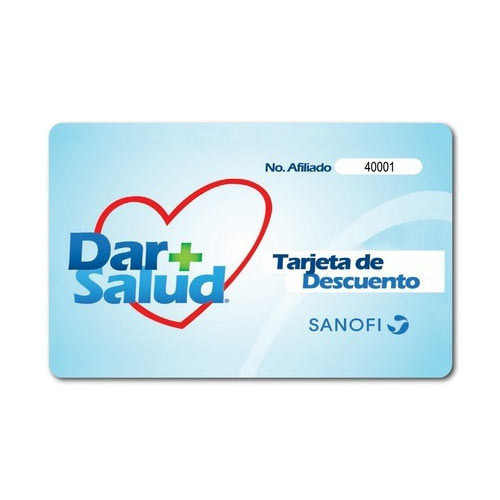 No. Afiliado 40001
Dar+
Salud®
Tarjeta de
Descuento
SANOFI